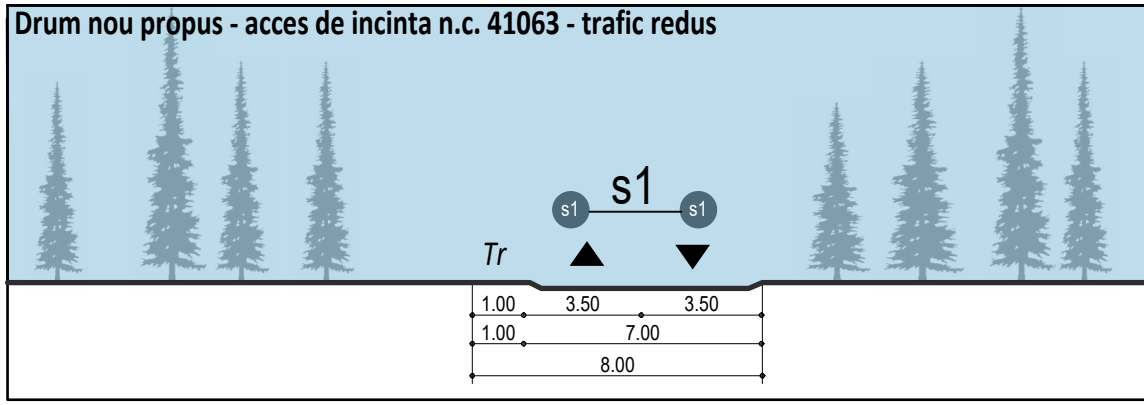 Drum nou propus - acces de incinta n.c. 41063 - trafic redus
s1 s1 s1
Tr
1.00 3.50 3.50
1.00 7.00
8.00